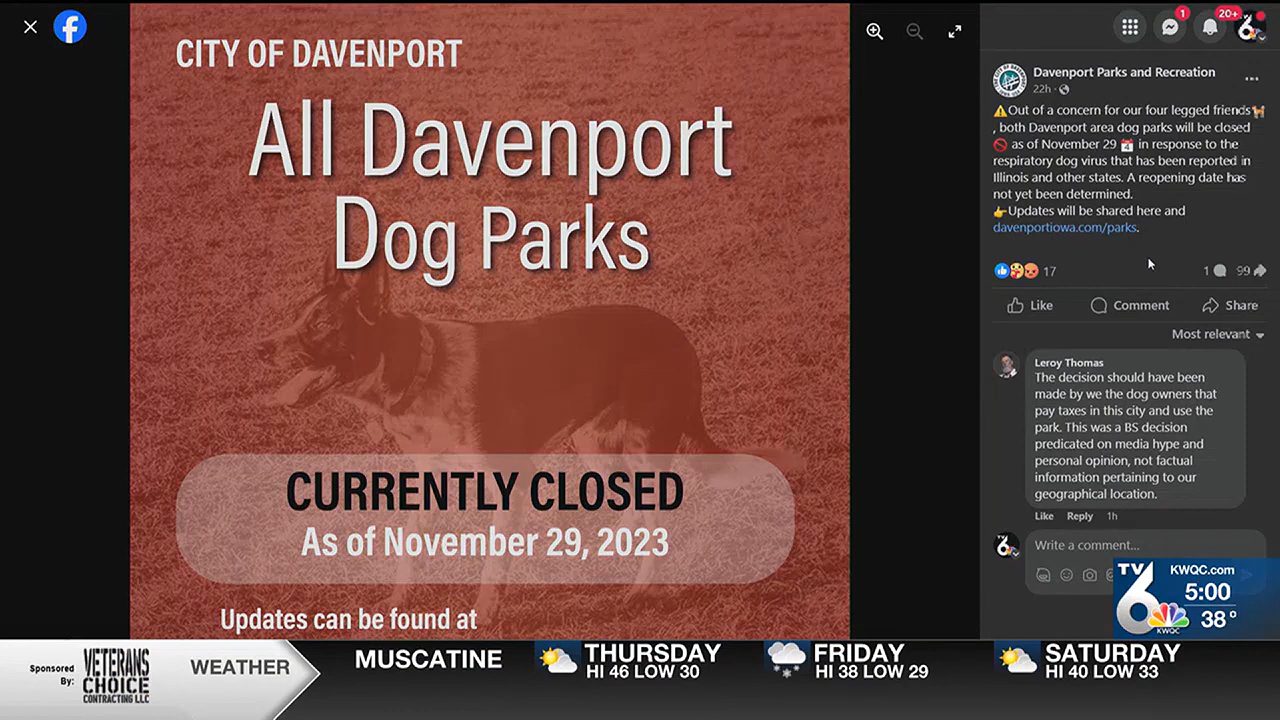 CITY OF DAVENPORT
All Davenport
Dog Parks
CURRENTLY CLOSED
As of November 29, 2023
Updates can be found at
1
20+
Davenport Parks and Recreation
22h
⚠️Out of a concern for our four legged friends🐕
, both Davenport area dog parks will be closed
🚫 as of November 29 📅 in response to the
respiratory dog virus that has been reported in
Illinois and other states. A reopening date has
not yet been determined.
👉Updates will be shared here and
davenportiowa.com/parks.
17
1
99
Like
Comment
Share
Most relevant
Leroy Thomas
The decision should have been
made by we the dog owners that
pay taxes in this city and use the
park. This was a BS decision
predicated on media hype and
personal opinion, not factual
information pertaining to our
geographical location.
Like Reply 1h
Write a comment...
TV 6
KWQC
KWQC.com
5:00
38°
Sponsored
By:
VETERANS
CHOICE
CONTRACTING LLC
WEATHER
MUSCATINE
THURSDAY
HI 46 LOW 30
FRIDAY
HI 38 LOW 29
SATURDAY
HI 40 LOW 33